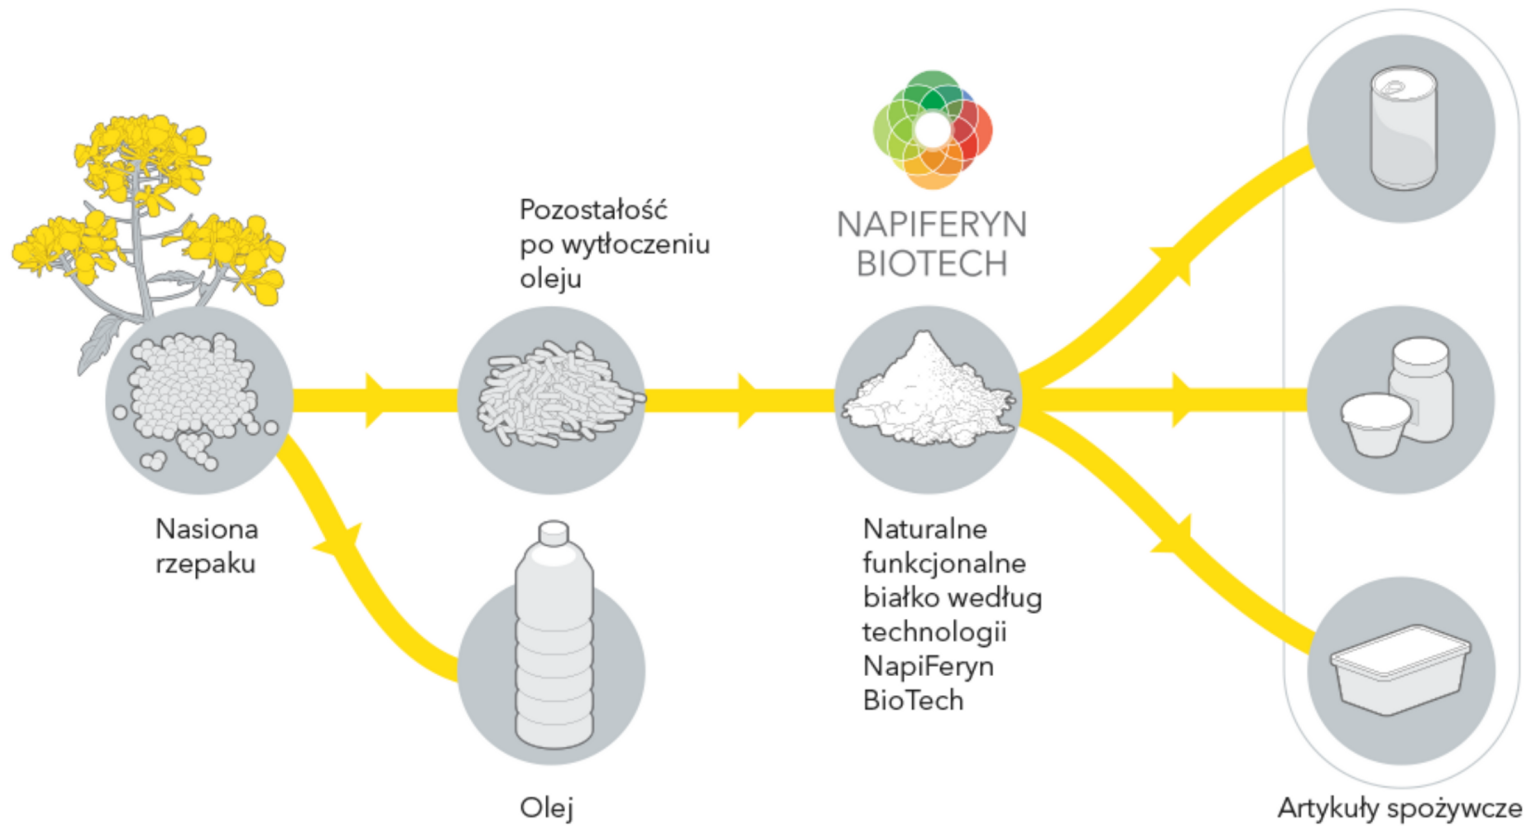 Pozostałość
po wytłoczeniu
oleju
NAPIFERYN
BIOTECH
Nasiona
rzepaku
Naturalne
funkcjonalne
białko według
technologii
NapiFeryn
BioTech
Olej
Artykuły spożywcze